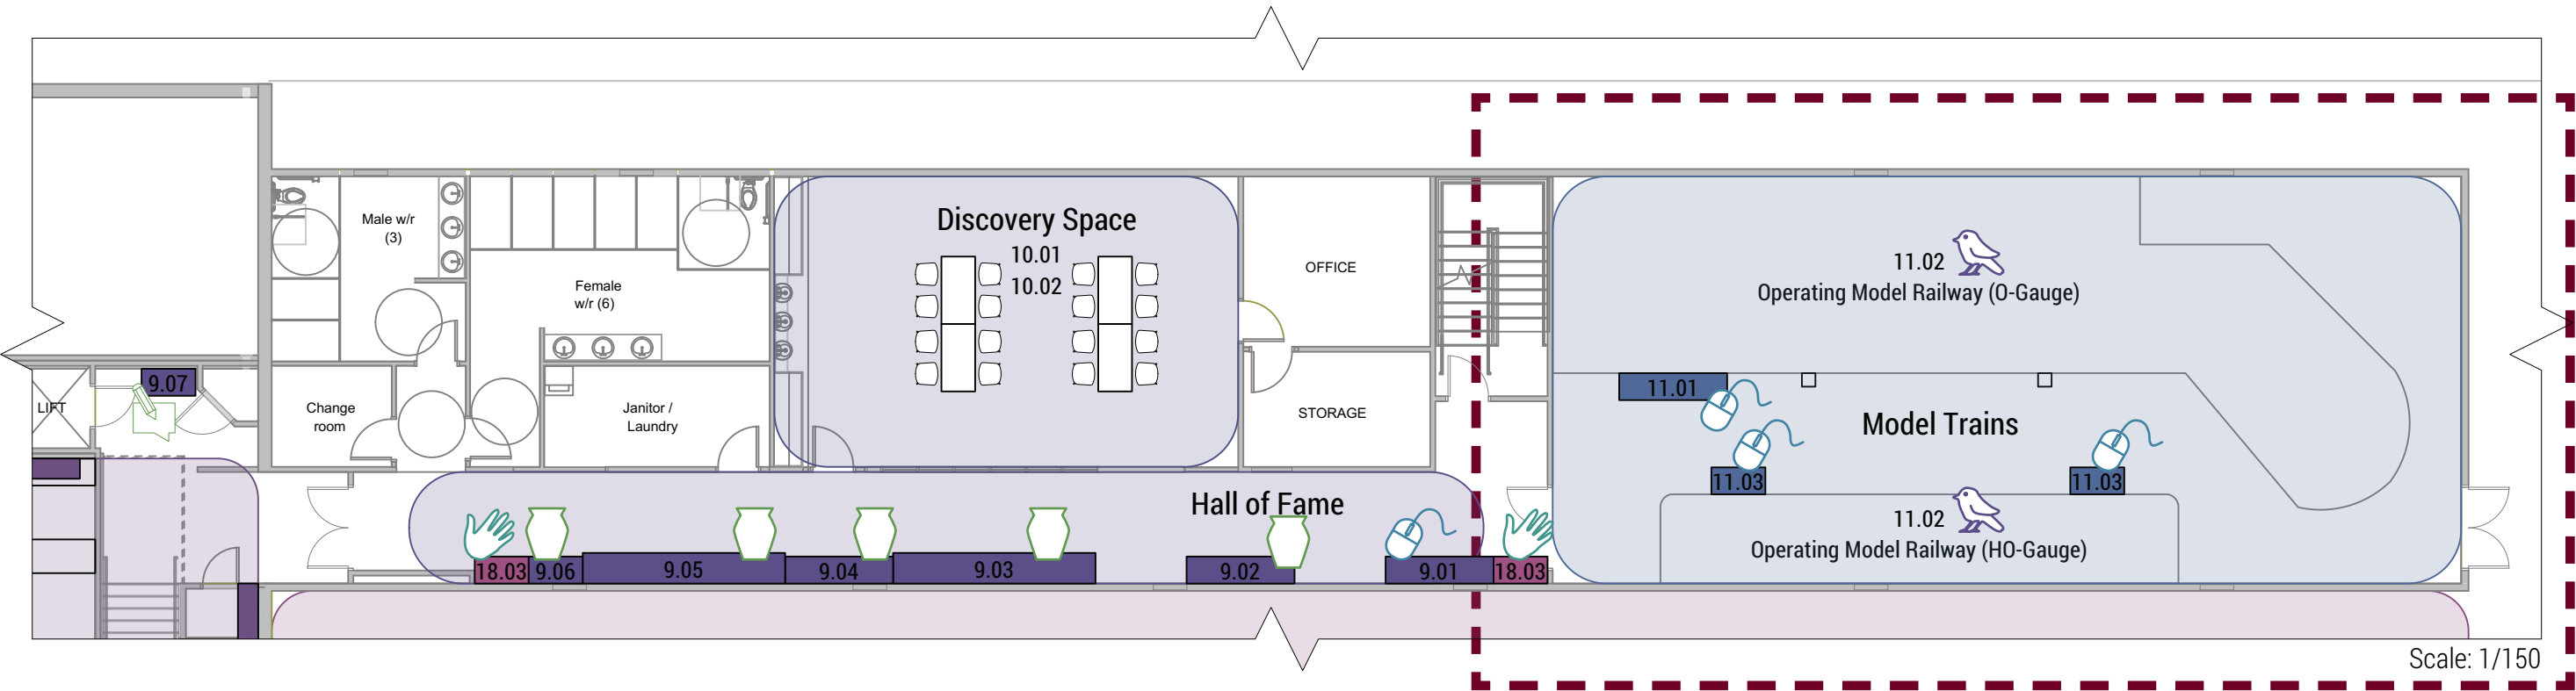 Male w/r
(3)
Female
w/r (6)
Discovery Space
10.01
10.02
OFFICE
11.02
Operating Model Railway (O-Gauge)
9.07
LIFT
Change
room
Janitor /
Laundry
STORAGE
11.01
Model Trains
11.03
11.03
Hall of Fame
11.02
Operating Model Railway (HO-Gauge)
18.03
9.06
9.05
9.04
9.03
9.02
9.01
18.03
Scale: 1/150